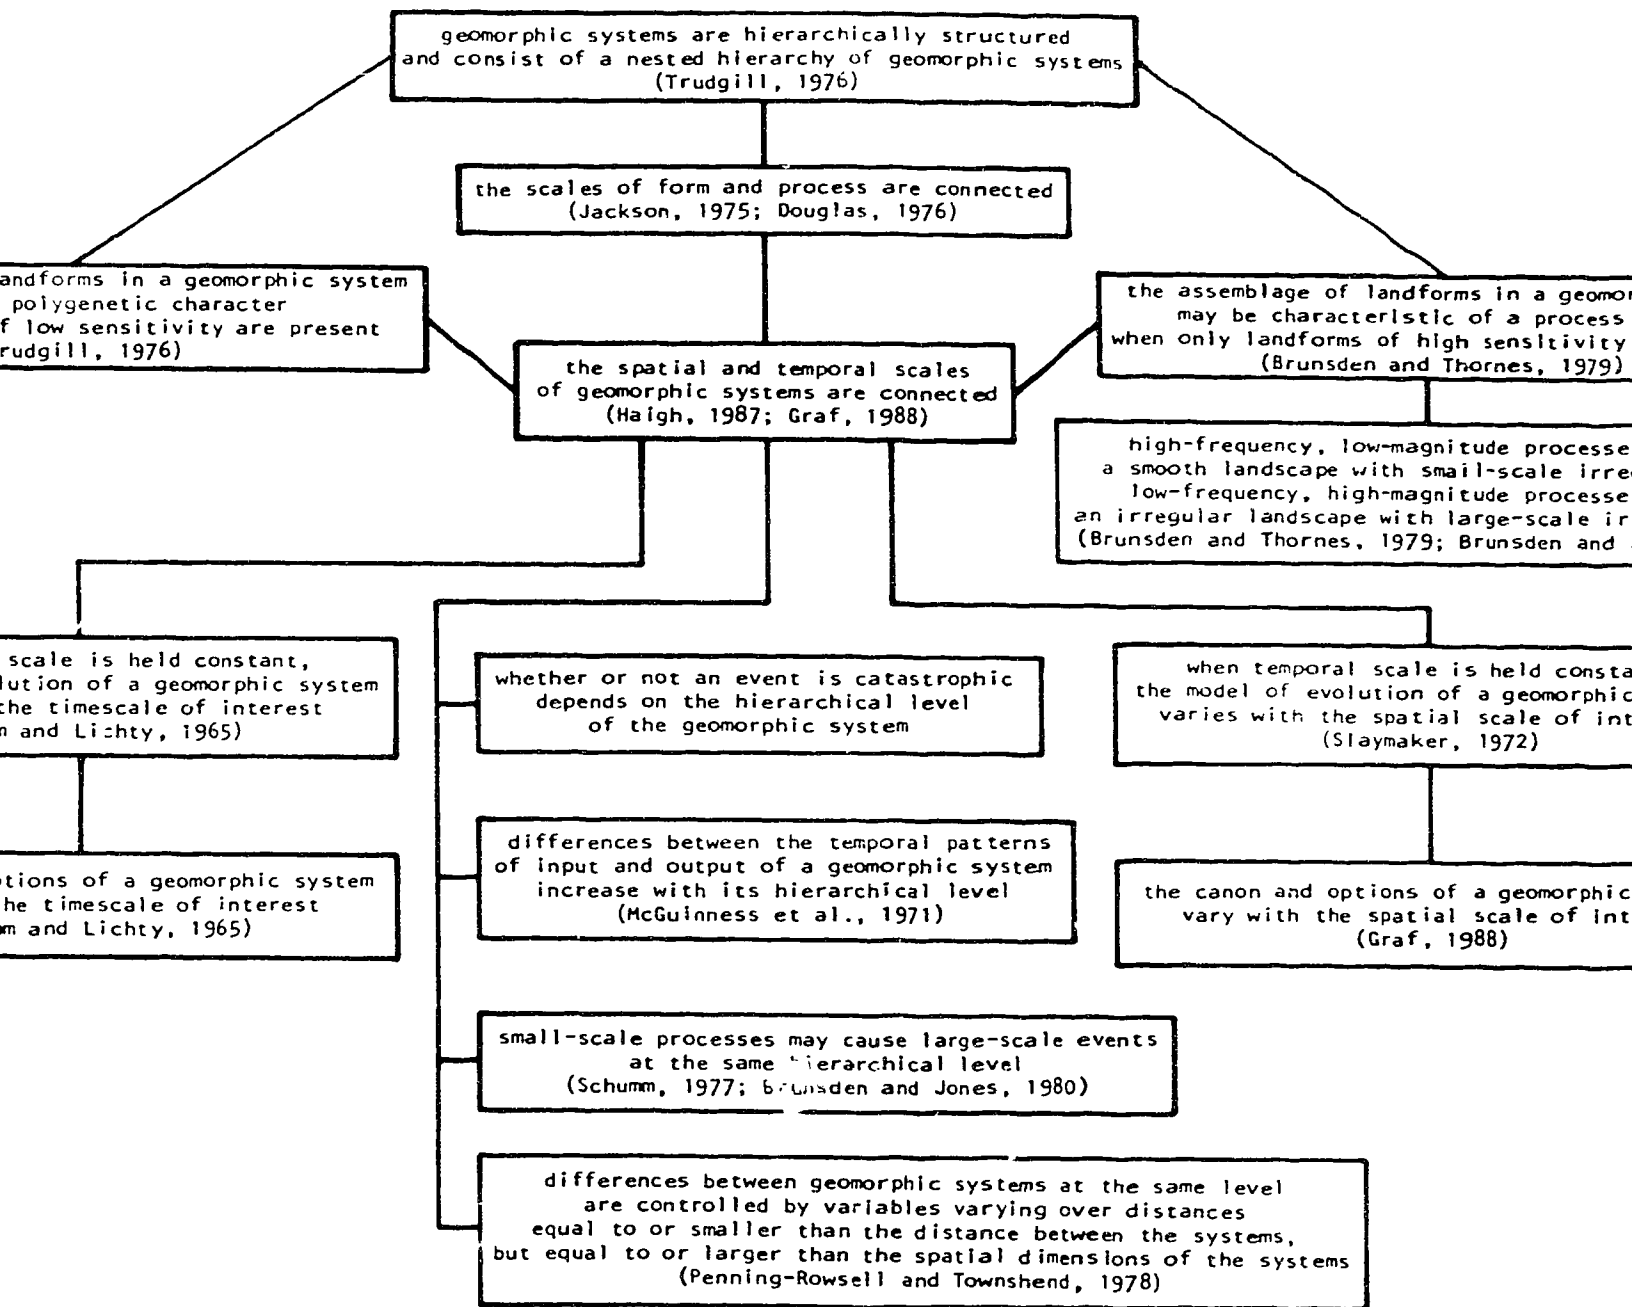 geomorphic systems are hierarchically structured
and consist of a nested hierarchy of geomorphic systems
(Trudgill, 1976)
the scales of form and process are connected
(Jackson, 1975; Douglas, 1976)
andforms in a geomorphic system
polygenetic character
f low sensitivity are present
rudgill, 1976)
the spatial and temporal scales
of geomorphic systems are connected
(Haigh, 1987; Graf, 1988)
the assemblage of landforms in a geomor
may be characteristic of a process
when only landforms of high sensitivity
(Brunsden and Thornes, 1979)
high-frequency, low-magnitude processe
a smooth landscape with small-scale irre
low-frequency, high-magnitude processe
an irregular landscape with large-scale ir
(Brunsden and Thornes, 1979; Brunsden and
scale is held constant,
lution of a geomorphic system
the timescale of interest
m and Lichty, 1965)
whether or not an event is catastrophic
depends on the hierarchical level
of the geomorphic system
when temporal scale is held consta
the model of evolution of a geomorphic
varies with the spatial scale of int
(Slaymaker, 1972)
tions of a geomorphic system
he timescale of interest
m and Lichty, 1965)
differences between the temporal patterns
of input and output of a geomorphic system
increase with its hierarchical level
(McGuinness et al., 1971)
the canon and options of a geomorphic
vary with the spatial scale of int
(Graf, 1988)
small-scale processes may cause large-scale events
at the same hierarchical level
(Schumm, 1977; Brunsden and Jones, 1980)
differences between geomorphic systems at the same level
are controlled by variables varying over distances
equal to or smaller than the distance between the systems,
but equal to or larger than the spatial dimensions of the systems
(Penning-Rowsell and Townshend, 1978)